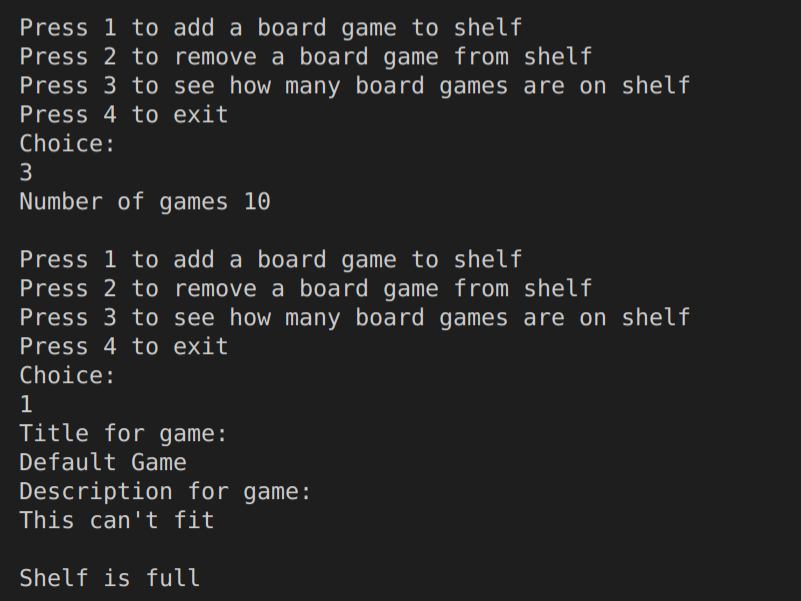 Press 1 to add a board game to shelf
Press 2 to remove a board game from shelf
Press 3 to see how many board games are on shelf
Press 4 to exit
Choice:
3
Number of games 10
Press 1 to add a board game to shelf
Press 2 to remove a board game from shelf
Press 3 to see how many board games are on shelf
Press 4 to exit
Choice:
1
Title for game:
Default Game
Description for game:
This can't fit
Shelf is full